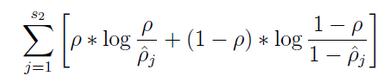 \sum_{j=1}^{s_2} \left[ \rho * \log \frac{\rho}{\hat{\rho}_j} + (1 - \rho) * \log \frac{1 - \rho}{1 - \hat{\rho}_j} \right]